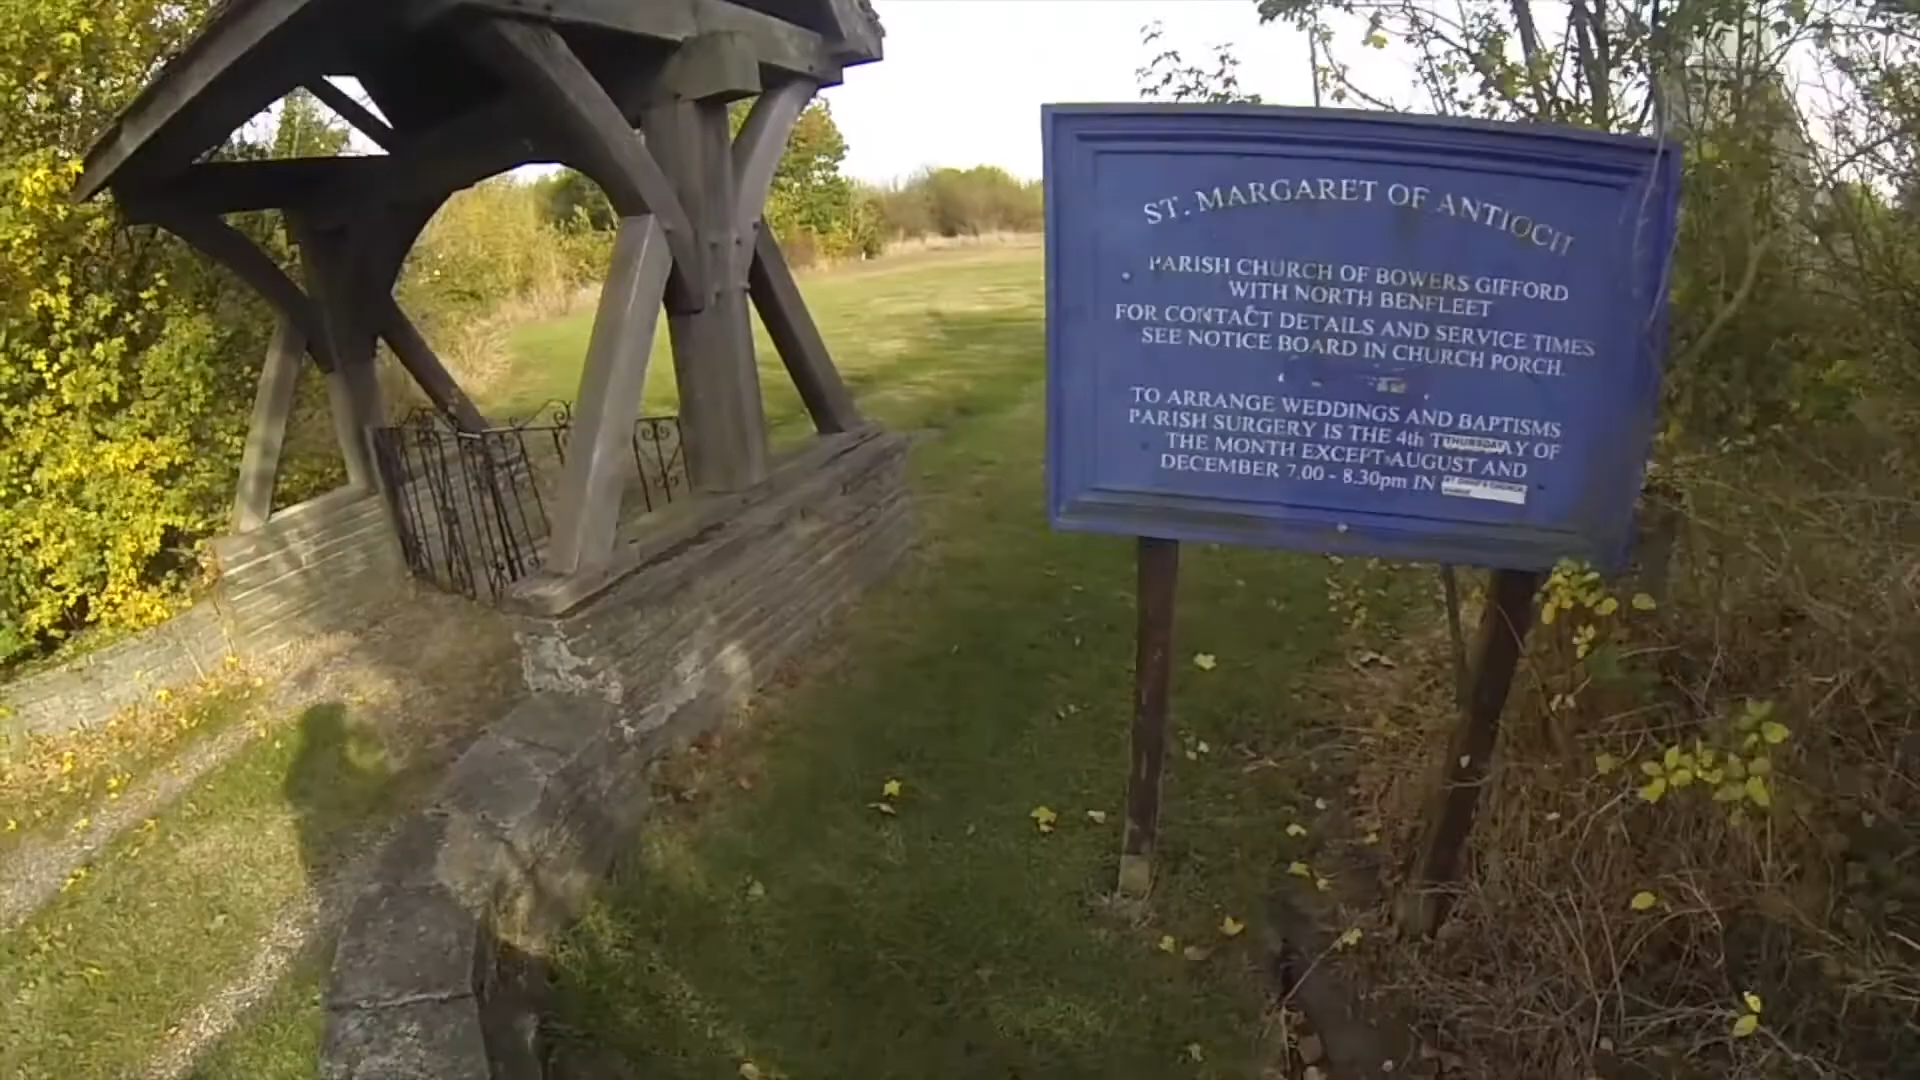 ST. MARGARET OF ANTIOCH
PARISH CHURCH OF BOWERS GIFFORD
WITH NORTH BENFLEET
FOR CONTACT DETAILS AND SERVICE TIMES
SEE NOTICE BOARD IN CHURCH PORCH.
TO ARRANGE WEDDINGS AND BAPTISMS
PARISH SURGERY IS THE 4th THURSDAY OF
THE MONTH EXCEPT AUGUST AND
DECEMBER 7.00 - 8.30pm IN